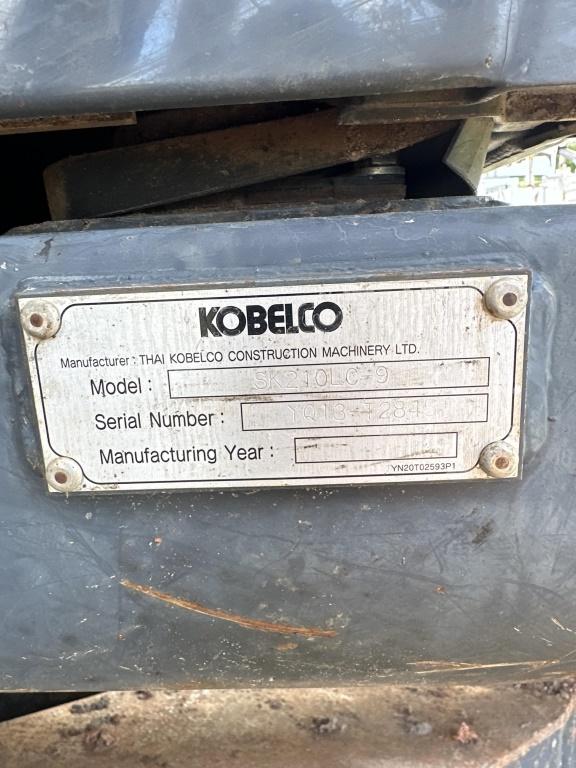 KOBELCO
Manufacturer : THAI KOBELCO CONSTRUCTION MACHINERY LTD.
Model : SK210LC-9
Serial Number :
Manufacturing Year :
YN20T02593P1